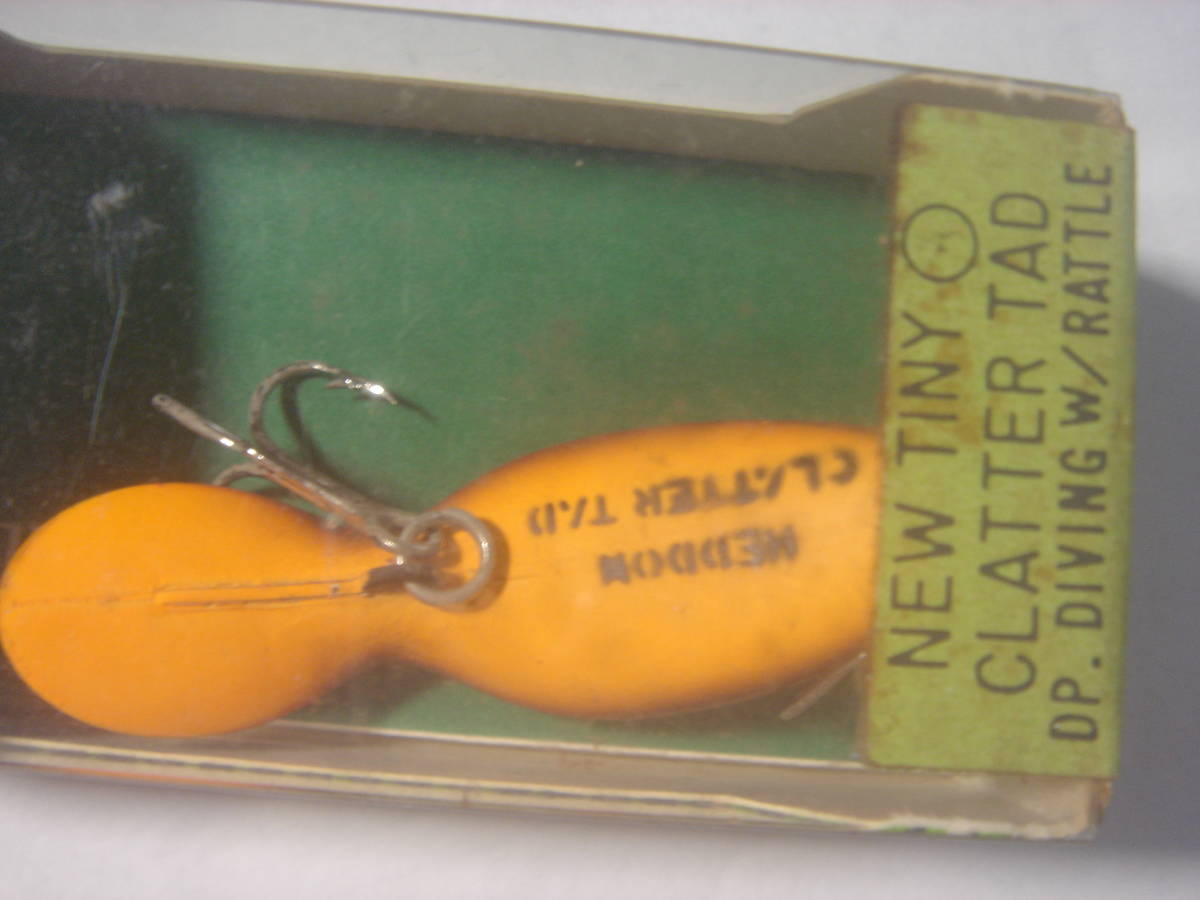 NEW TINY
CLATTER TAD
DP. DIVING W/RATTLE
HEDDON
CLATTER TAD